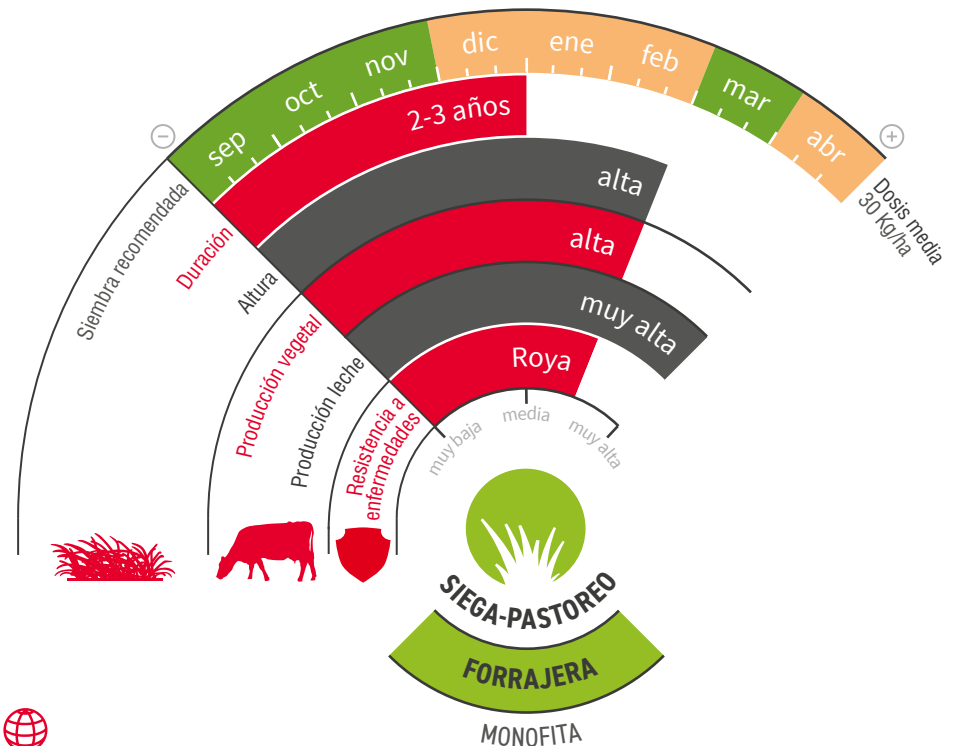 sep
oct
nov
dic
ene
feb
mar
abr
−
+
Dosis media
30 Kg/ha
Siembra recomendada
2-3 años
Duración
alta
Altura
alta
Producción vegetal
muy alta
Producción leche
Roya
Resistencia a
enfermedades
muy baja
media
muy alta
SIEGA-PASTOREO
FORRAJERA
MONOFITA